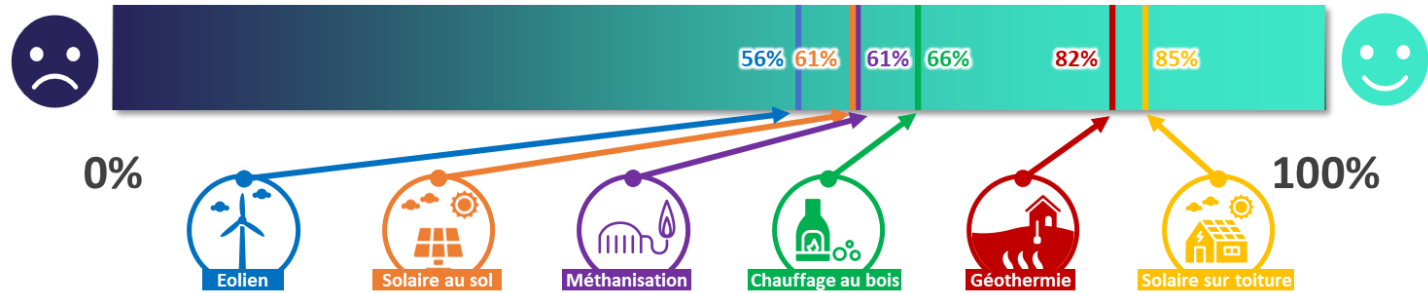 56% 61% 61% 66% 82% 85%
0% 100%
Eolien Solaire au sol Méthanisation Chauffage au bois Géothermie Solaire sur toiture